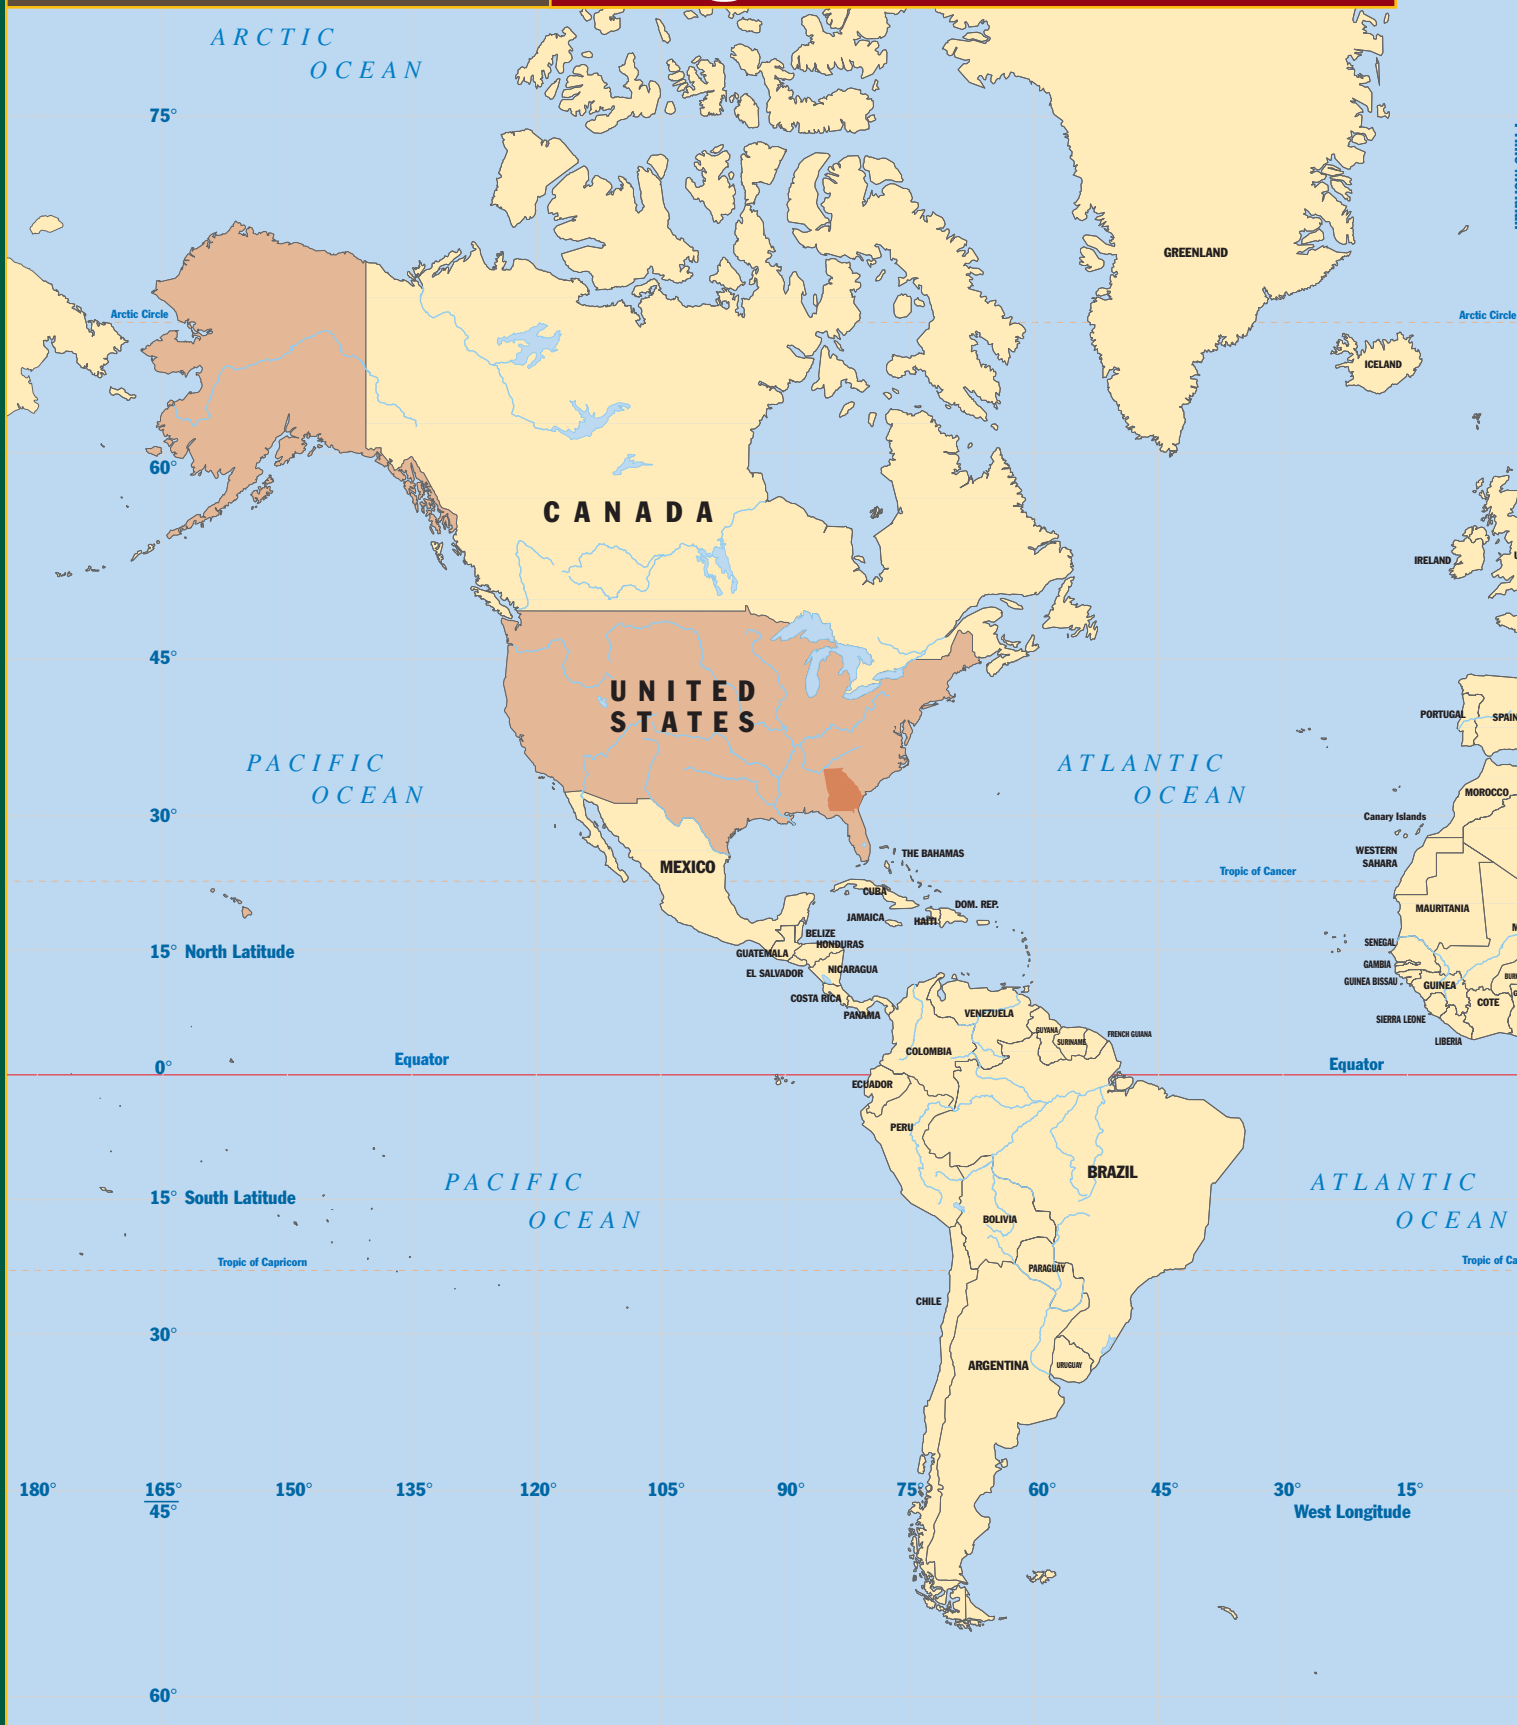 ARCTIC
OCEAN
75°
GREENLAND
Arctic Circle
Arctic Circle
ICELAND
60°
CANADA
IRELAND
45°
UNITED
STATES
PORTUGAL
SPAIN
PACIFIC
OCEAN
ATLANTIC
OCEAN
MOROCCO
30°
Canary Islands
WESTERN
SAHARA
THE BAHAMAS
MEXICO
Tropic of Cancer
CUBA
DOM. REP.
MAURITANIA
JAMAICA
HAITI
BELIZE
HONDURAS
SENEGAL
15° North Latitude
GUATEMALA
GAMBIA
EL SALVADOR
NICARAGUA
GUINEA BISSAU
GUINEA
COSTA RICA
COTE
PANAMA
VENEZUELA
SIERRA LEONE
GUYANA
FRENCH GUIANA
SURINAME
LIBERIA
COLOMBIA
Equator
Equator
0°
ECUADOR
PERU
BRAZIL
PACIFIC
OCEAN
ATLANTIC
OCEAN
15° South Latitude
BOLIVIA
Tropic of Capricorn
Tropic of Ca
PARAGUAY
CHILE
30°
ARGENTINA
URUGUAY
180° 165° 150° 135° 120° 105° 90° 75° 60° 45° 30° 15°
45°
West Longitude
60°